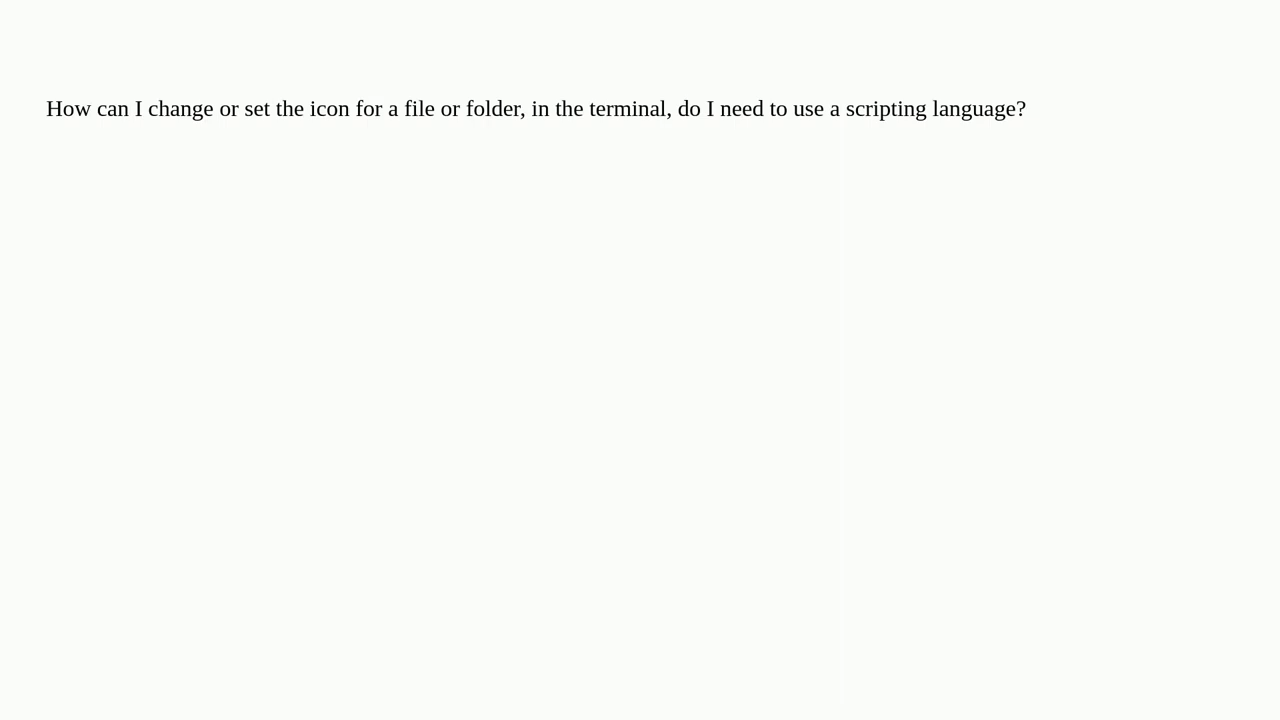 How can I change or set the icon for a file or folder, in the terminal, do I need to use a scripting language?